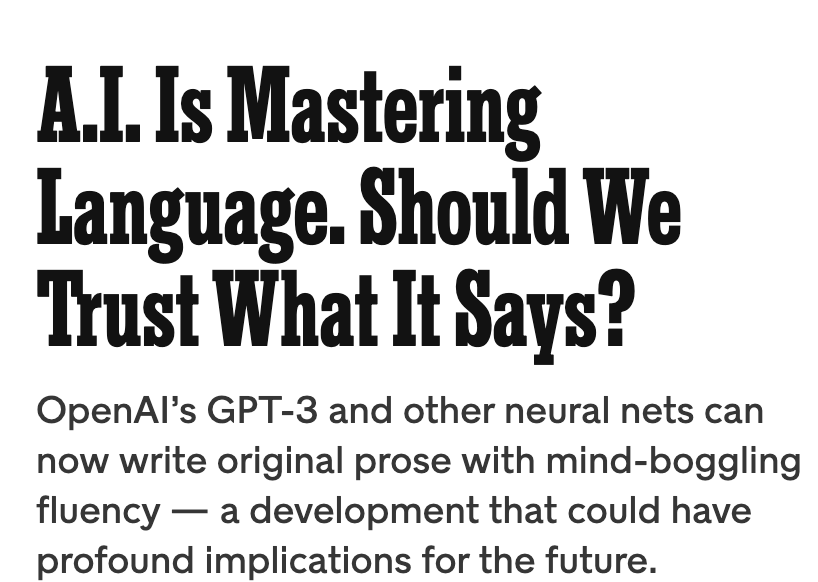 A.I. Is Mastering
Language. Should We
Trust What It Says?
OpenAI’s GPT-3 and other neural nets can
now write original prose with mind-boggling
fluency — a development that could have
profound implications for the future.